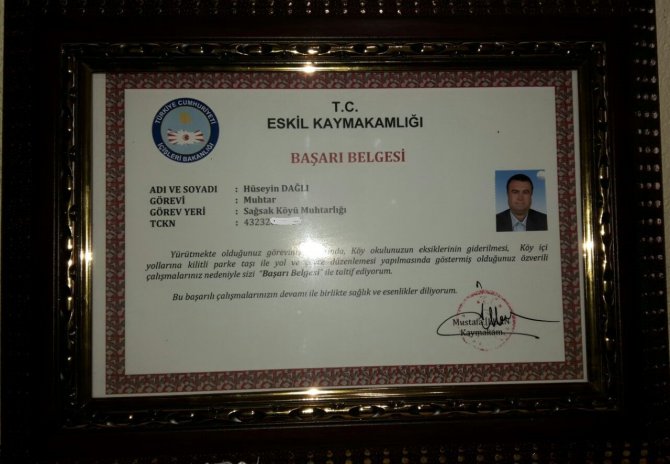 TÜRKİYE CUMHURİYETİ
İÇİŞLERİ BAKANLIĞI
T.C.
ESKİL KAYMAKAMLIĞI
BAŞARI BELGESİ
ADI VE SOYADI : Hüseyin DAĞLI
GÖREVİ : Muhtar
GÖREV YERİ : Sağsak Köyü Muhtarlığı
TCKN : 43232
Yürütmekte olduğunuz görevin, Köy okulunuzun eksiklerinin giderilmesi, Köy içi
yollarına kilitli parke taşı ile yol ve düzenlemesi yapılmasında göstermiş olduğunuz özverili
çalışmalarınız nedeniyle sizi "Başarı Belgesi" ile taltif ediyorum.
Bu başarılı çalışmalarınızın devamı ile birlikte sağlık ve esenlikler diliyorum.
Mustafa
Kaymakam